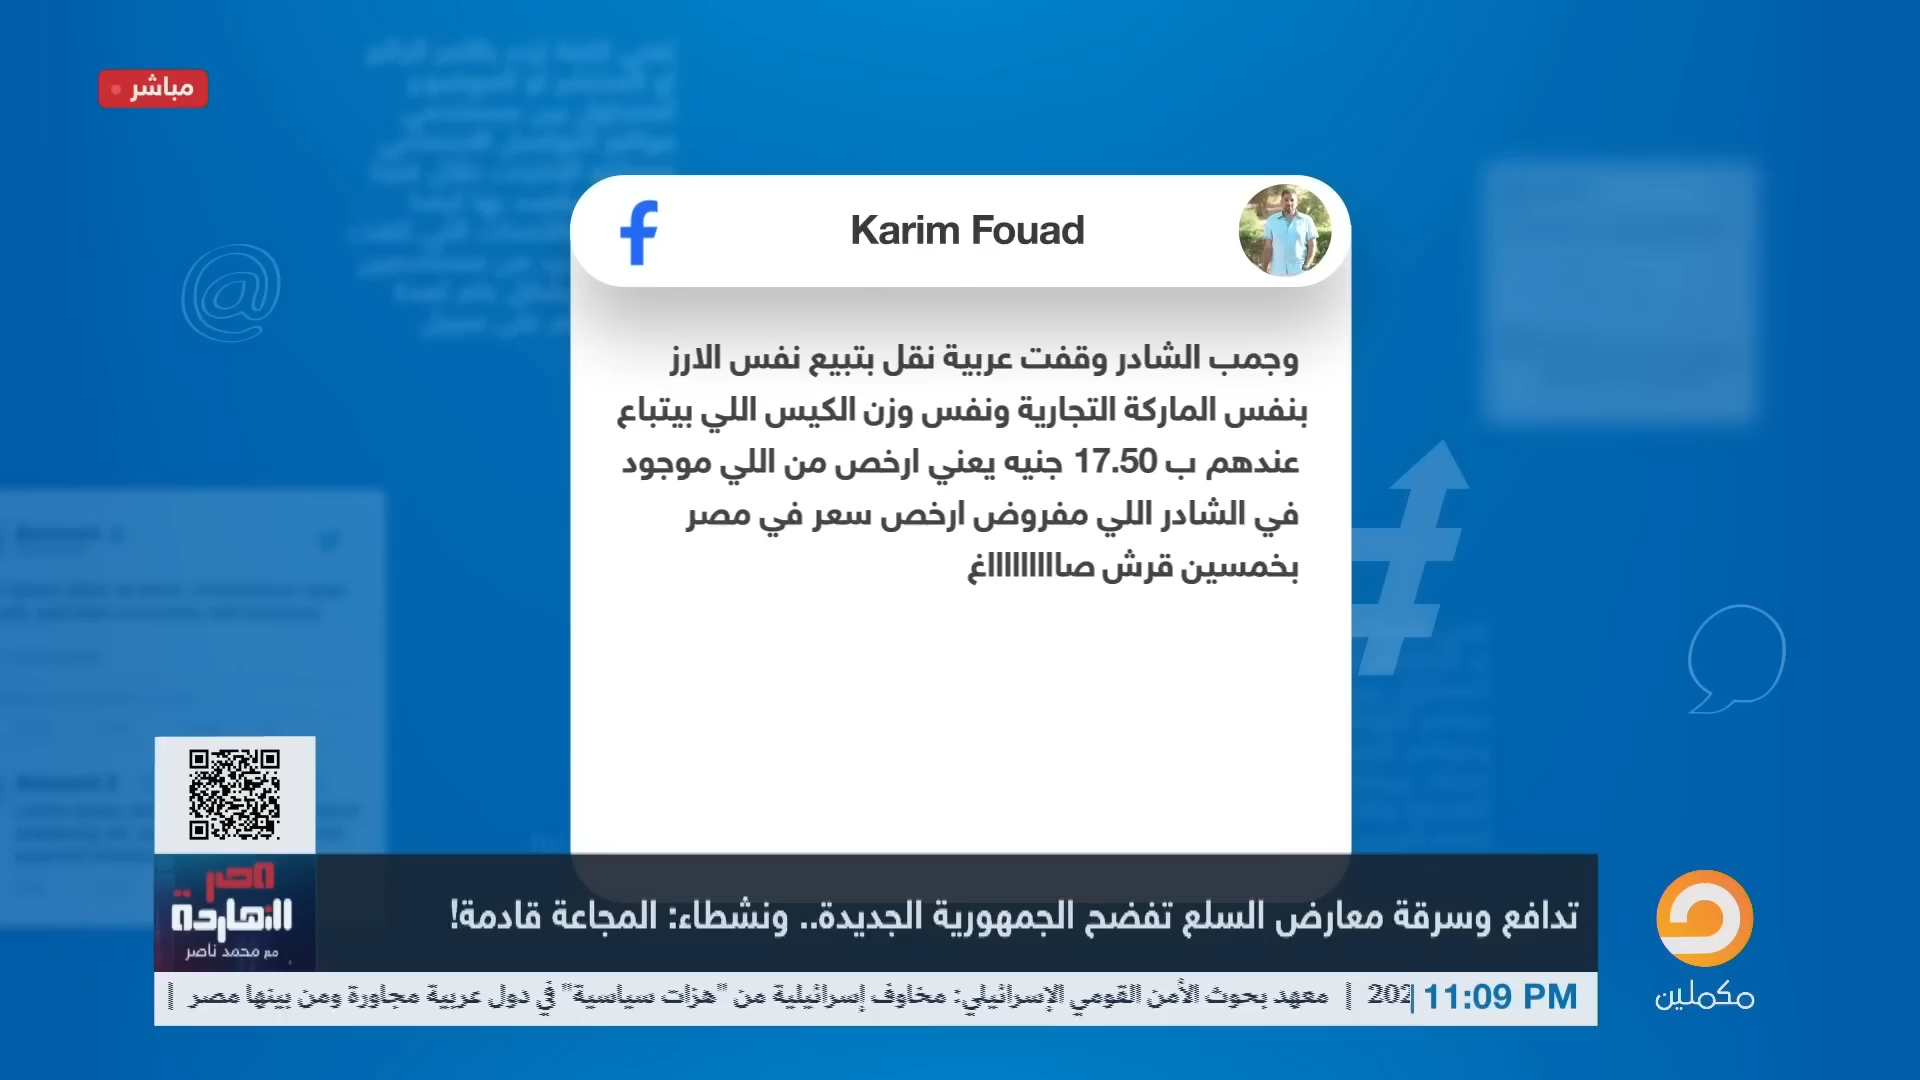 مباشر
Karim Fouad
وجمب الشادر وقفت عربية نقل بتبيع نفس الارز
بنفس الماركة التجارية ونفس وزن الكيس اللي بيتباع
عندهم ب 17.50 جنيه يعني ارخص من اللي موجود
في الشادر اللي مفروض ارخص سعر في مصر
بخمسين قرش صااااااااااغ
مصر
النهاردة
مع محمد ناصر
تدافع وسرقة معارض السلع تفضح الجمهورية الجديدة.. ونشطاء: المجاعة قادمة!
11:09 PM
202 | معهد بحوث الأمن القومي الإسرائيلي: مخاوف إسرائيلية من "هزات سياسية" في دول عربية مجاورة ومن بينها مصر |
مكملين